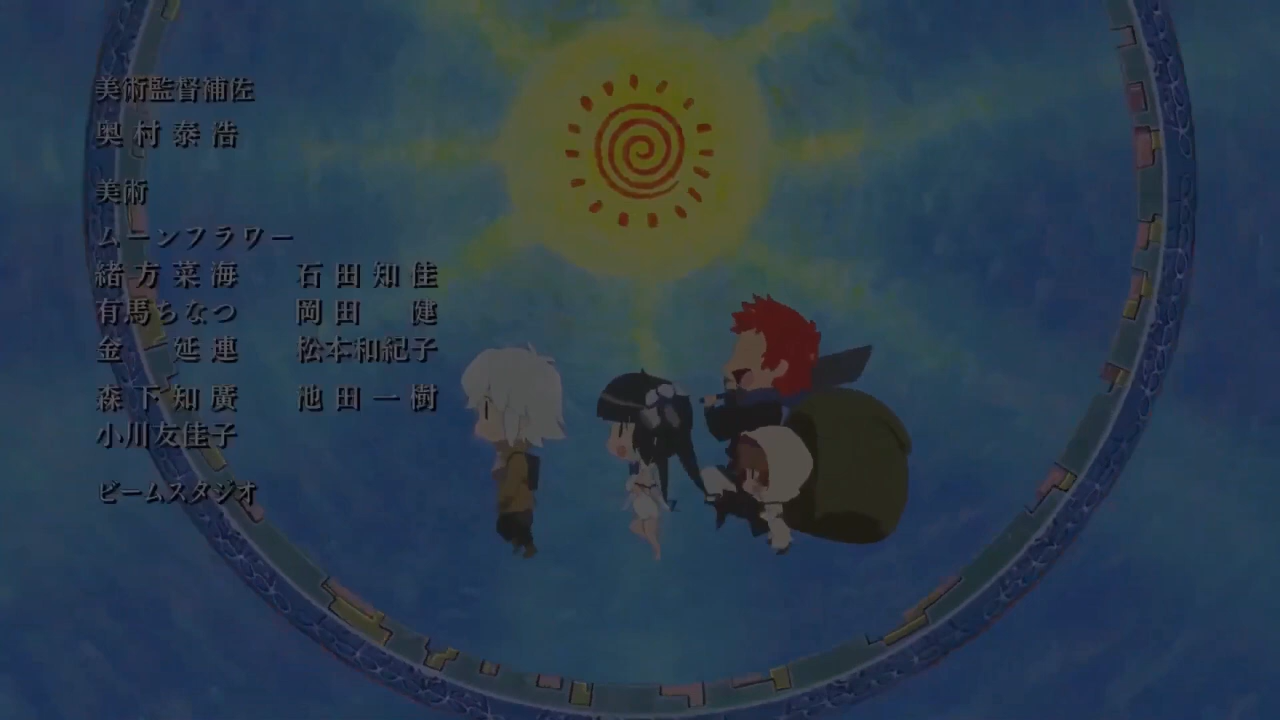 美術監督補佐
奥村泰浩
美術
ムーンフラワー
緒方菜海 石田知佳
有馬ちなつ 岡田 健
金 延連 松本和紀子
森下知廣 池田一樹
小川友佳子
ビームスタジオ